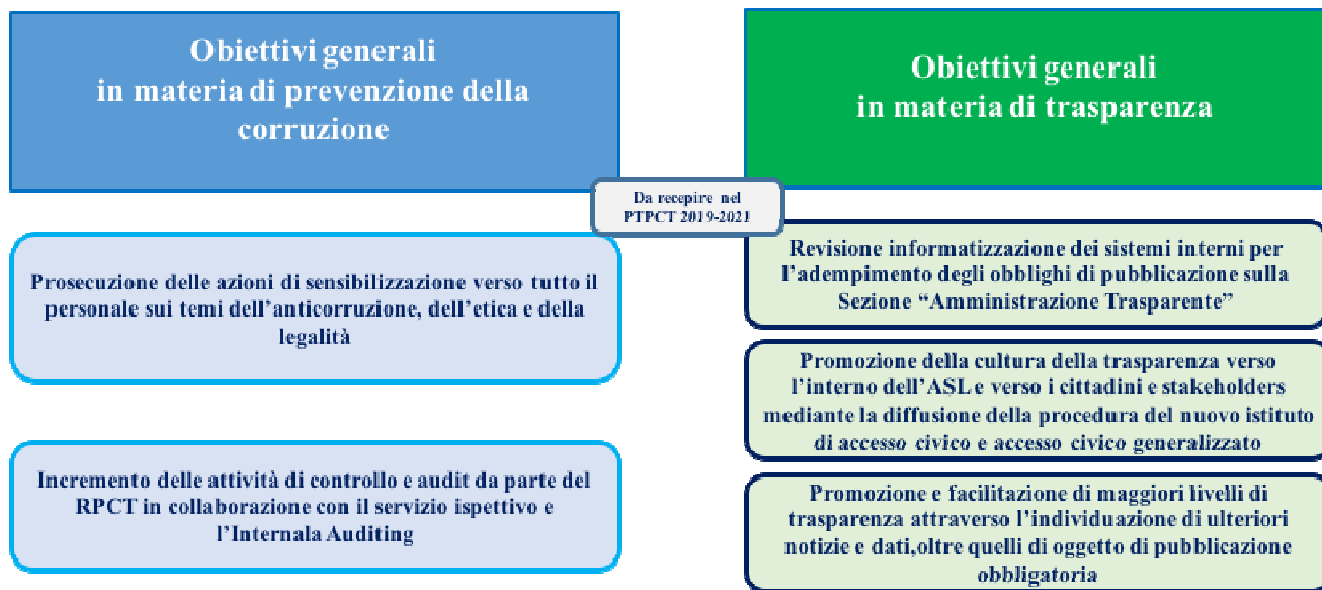 Obiettivi generali
in materia di prevenzione della
corruzione
Obiettivi generali
in materia di trasparenza
Da recepire nel
PTPCT 2019-2021
Prosecuzione delle azioni di sensibilizzazione verso tutto il
personale sui temi dell'anticorruzione, dell'etica e della
legalità
Incremento delle attività di controllo e audit da parte del
RPCT in collaborazione con il servizio ispettivo e
l'Internala Auditing
Revisione informatizzazione dei sistemi interni per
l'adempimento degli obblighi di pubblicazione sulla
Sezione “Amministrazione Trasparente”
Promozione della cultura della trasparenza verso
l'interno dell'ASL e verso i cittadini e stakeholders
mediante la diffusione della procedura del nuovo istituto
di accesso civico e accesso civico generalizzato
Promozione e facilitazione di maggiori livelli di
trasparenza attraverso l'individuazione di ulteriori
notizie e dati,oltre quelli di oggetto di pubblicazione
obbligatoria